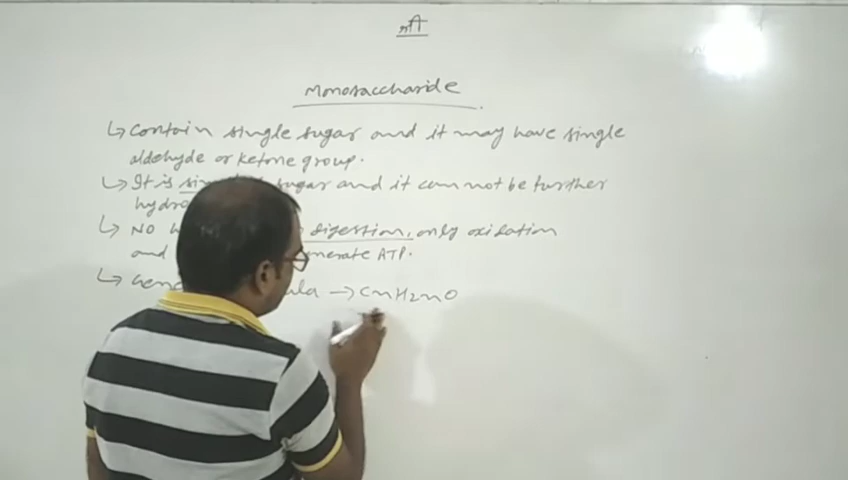 Monosaccharide
↳ Contain single sugar and it may have single
aldehyde or ketone group.
↳ It is sugar and it can not be further
↳ NO digestion, only oxidation
and ATP.
↳ → CnH2nO